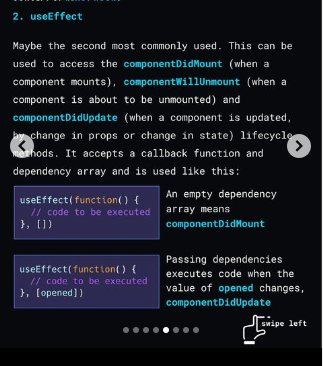 2. useEffect
Maybe the second most commonly used. This can be
used to access the componentDidMount (when a
component mounts), componentWillUnmount (when a
component is about to be unmounted) and
componentDidUpdate (when a component is updated,
by change in props or change in state) lifecycle
methods. It accepts a callback function and
dependency array and is used like this:
useEffect(function() {
// code to be executed
}, [])
An empty dependency
array means
componentDidMount
useEffect(function() {
// code to be executed
}, [opened])
Passing dependencies
executes code when the
value of opened changes,
componentDidUpdate
swipe left